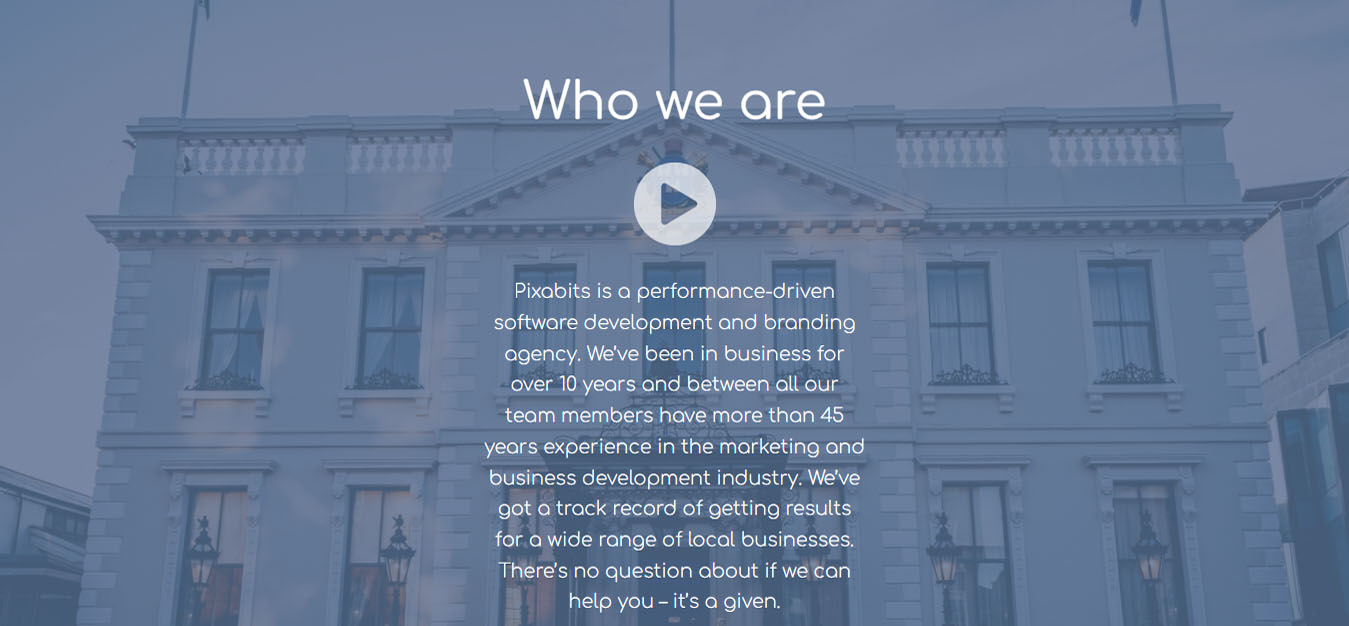 Who we are
Pixabits is a performance-driven
software development and branding
agency. We've been in business for
over 10 years and between all our
team members have more than 45
years experience in the marketing and
business development industry. We've
got a track record of getting results
for a wide range of local businesses.
There's no question about if we can
help you – it's a given.